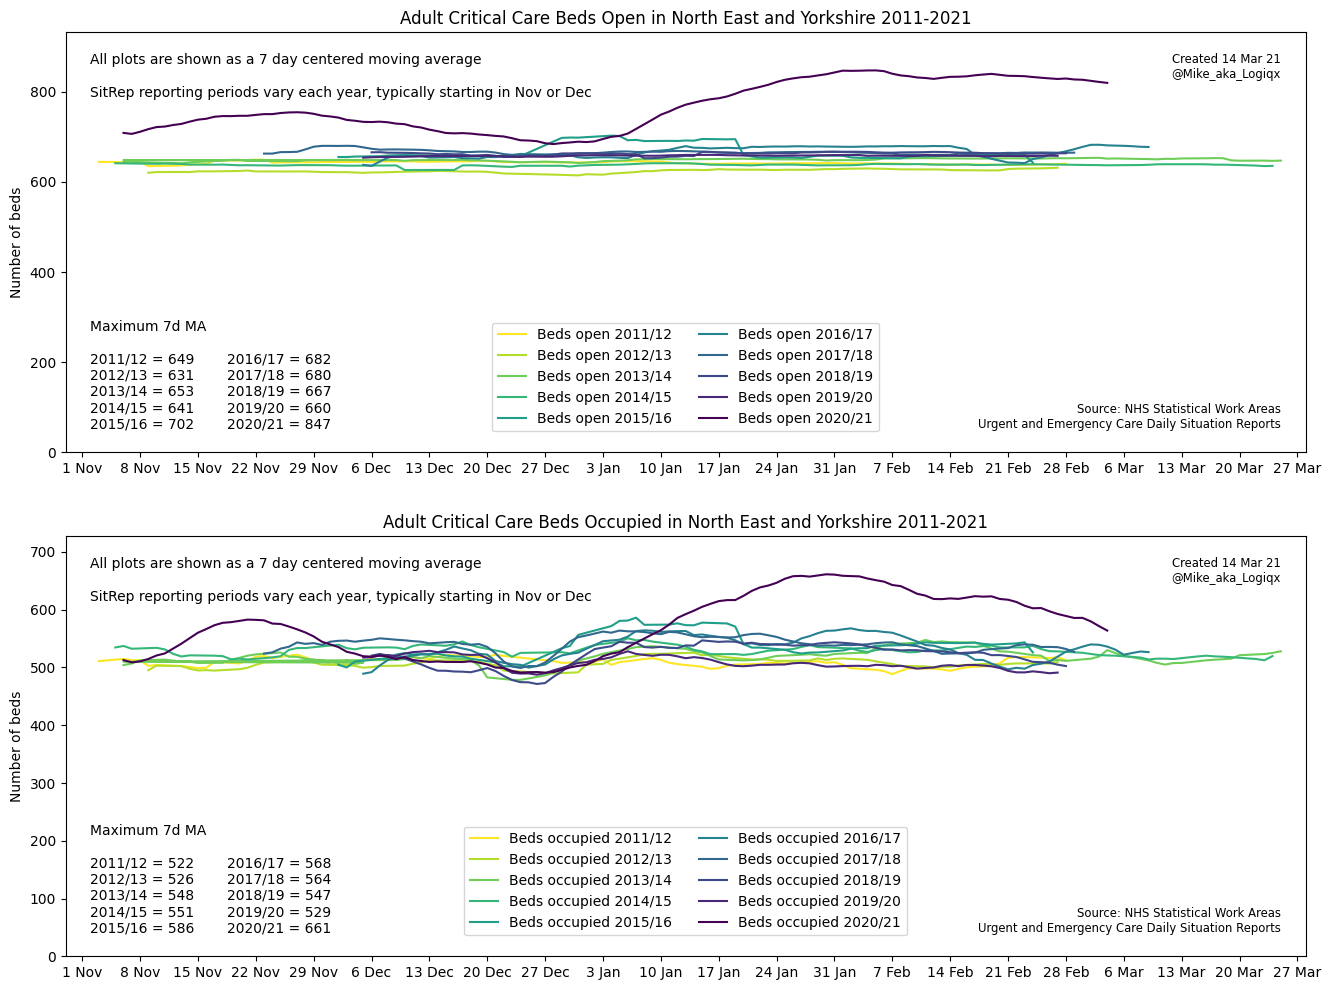 Adult Critical Care Beds Open in North East and Yorkshire 2011-2021
All plots are shown as a 7 day centered moving average
Created 14 Mar 21
@Mike_aka_Logiqx
SitRep reporting periods vary each year, typically starting in Nov or Dec
Number of beds
800
600
400
200
0
Maximum 7d MA
2011/12 = 649 2016/17 = 682
2012/13 = 631 2017/18 = 680
2013/14 = 653 2018/19 = 667
2014/15 = 641 2019/20 = 660
2015/16 = 702 2020/21 = 847
Beds open 2011/12 Beds open 2016/17
Beds open 2012/13 Beds open 2017/18
Beds open 2013/14 Beds open 2018/19
Beds open 2014/15 Beds open 2019/20
Beds open 2015/16 Beds open 2020/21
Source: NHS Statistical Work Areas
Urgent and Emergency Care Daily Situation Reports
1 Nov 8 Nov 15 Nov 22 Nov 29 Nov 6 Dec 13 Dec 20 Dec 27 Dec 3 Jan 10 Jan 17 Jan 24 Jan 31 Jan 7 Feb 14 Feb 21 Feb 28 Feb 6 Mar 13 Mar 20 Mar 27 Mar
Adult Critical Care Beds Occupied in North East and Yorkshire 2011-2021
All plots are shown as a 7 day centered moving average
Created 14 Mar 21
@Mike_aka_Logiqx
SitRep reporting periods vary each year, typically starting in Nov or Dec
Number of beds
700
600
500
400
300
200
100
0
Maximum 7d MA
2011/12 = 522 2016/17 = 568
2012/13 = 526 2017/18 = 564
2013/14 = 548 2018/19 = 547
2014/15 = 551 2019/20 = 529
2015/16 = 586 2020/21 = 661
Beds occupied 2011/12 Beds occupied 2016/17
Beds occupied 2012/13 Beds occupied 2017/18
Beds occupied 2013/14 Beds occupied 2018/19
Beds occupied 2014/15 Beds occupied 2019/20
Beds occupied 2015/16 Beds occupied 2020/21
Source: NHS Statistical Work Areas
Urgent and Emergency Care Daily Situation Reports
1 Nov 8 Nov 15 Nov 22 Nov 29 Nov 6 Dec 13 Dec 20 Dec 27 Dec 3 Jan 10 Jan 17 Jan 24 Jan 31 Jan 7 Feb 14 Feb 21 Feb 28 Feb 6 Mar 13 Mar 20 Mar 27 Mar